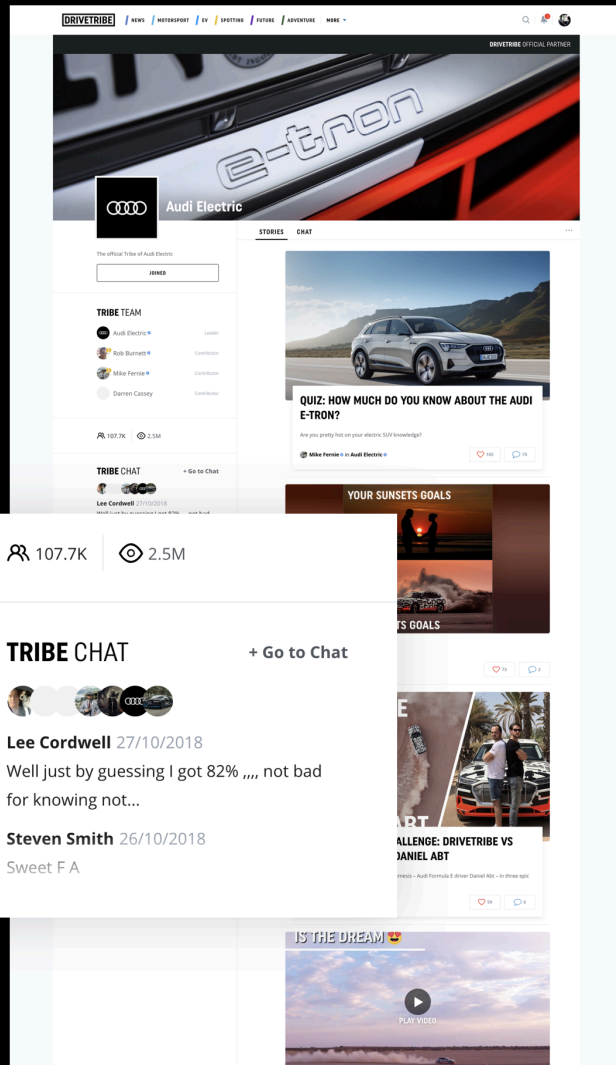 DRIVETRIBE
NEWS
MOTORSPORT
EV
SPOTTING
FUTURE
ADVENTURE
MORE
DRIVETRIBE OFFICIAL PARTNER
e-tron
Audi Electric
STORIES CHAT
The official Tribe of Audi Electric
JOINED
TRIBE TEAM
Audi Electric Leader
Rob Burnett Contributor
Mike Fernie Contributor
Darren Cassey Contributor
107.7K 2.5M
TRIBE CHAT + Go to Chat
Lee Cordwell 27/10/2018
QUIZ: HOW MUCH DO YOU KNOW ABOUT THE AUDI
E-TRON?
Are you pretty hot on your electric SUV knowledge?
Mike Fernie in Audi Electric
75
YOUR SUNSETS GOALS
TS GOALS
75 2
107.7K 2.5M
TRIBE CHAT + Go to Chat
Lee Cordwell 27/10/2018
Well just by guessing I got 82% ,,,, not bad
for knowing not...
Steven Smith 26/10/2018
Sweet F A
ALLENGE: DRIVETRIBE VS
DANIEL ABT
nemesis – Audi Formula E driver Daniel Abt – in three epic
6
IS THE DREAM 😍
PLAY VIDEO